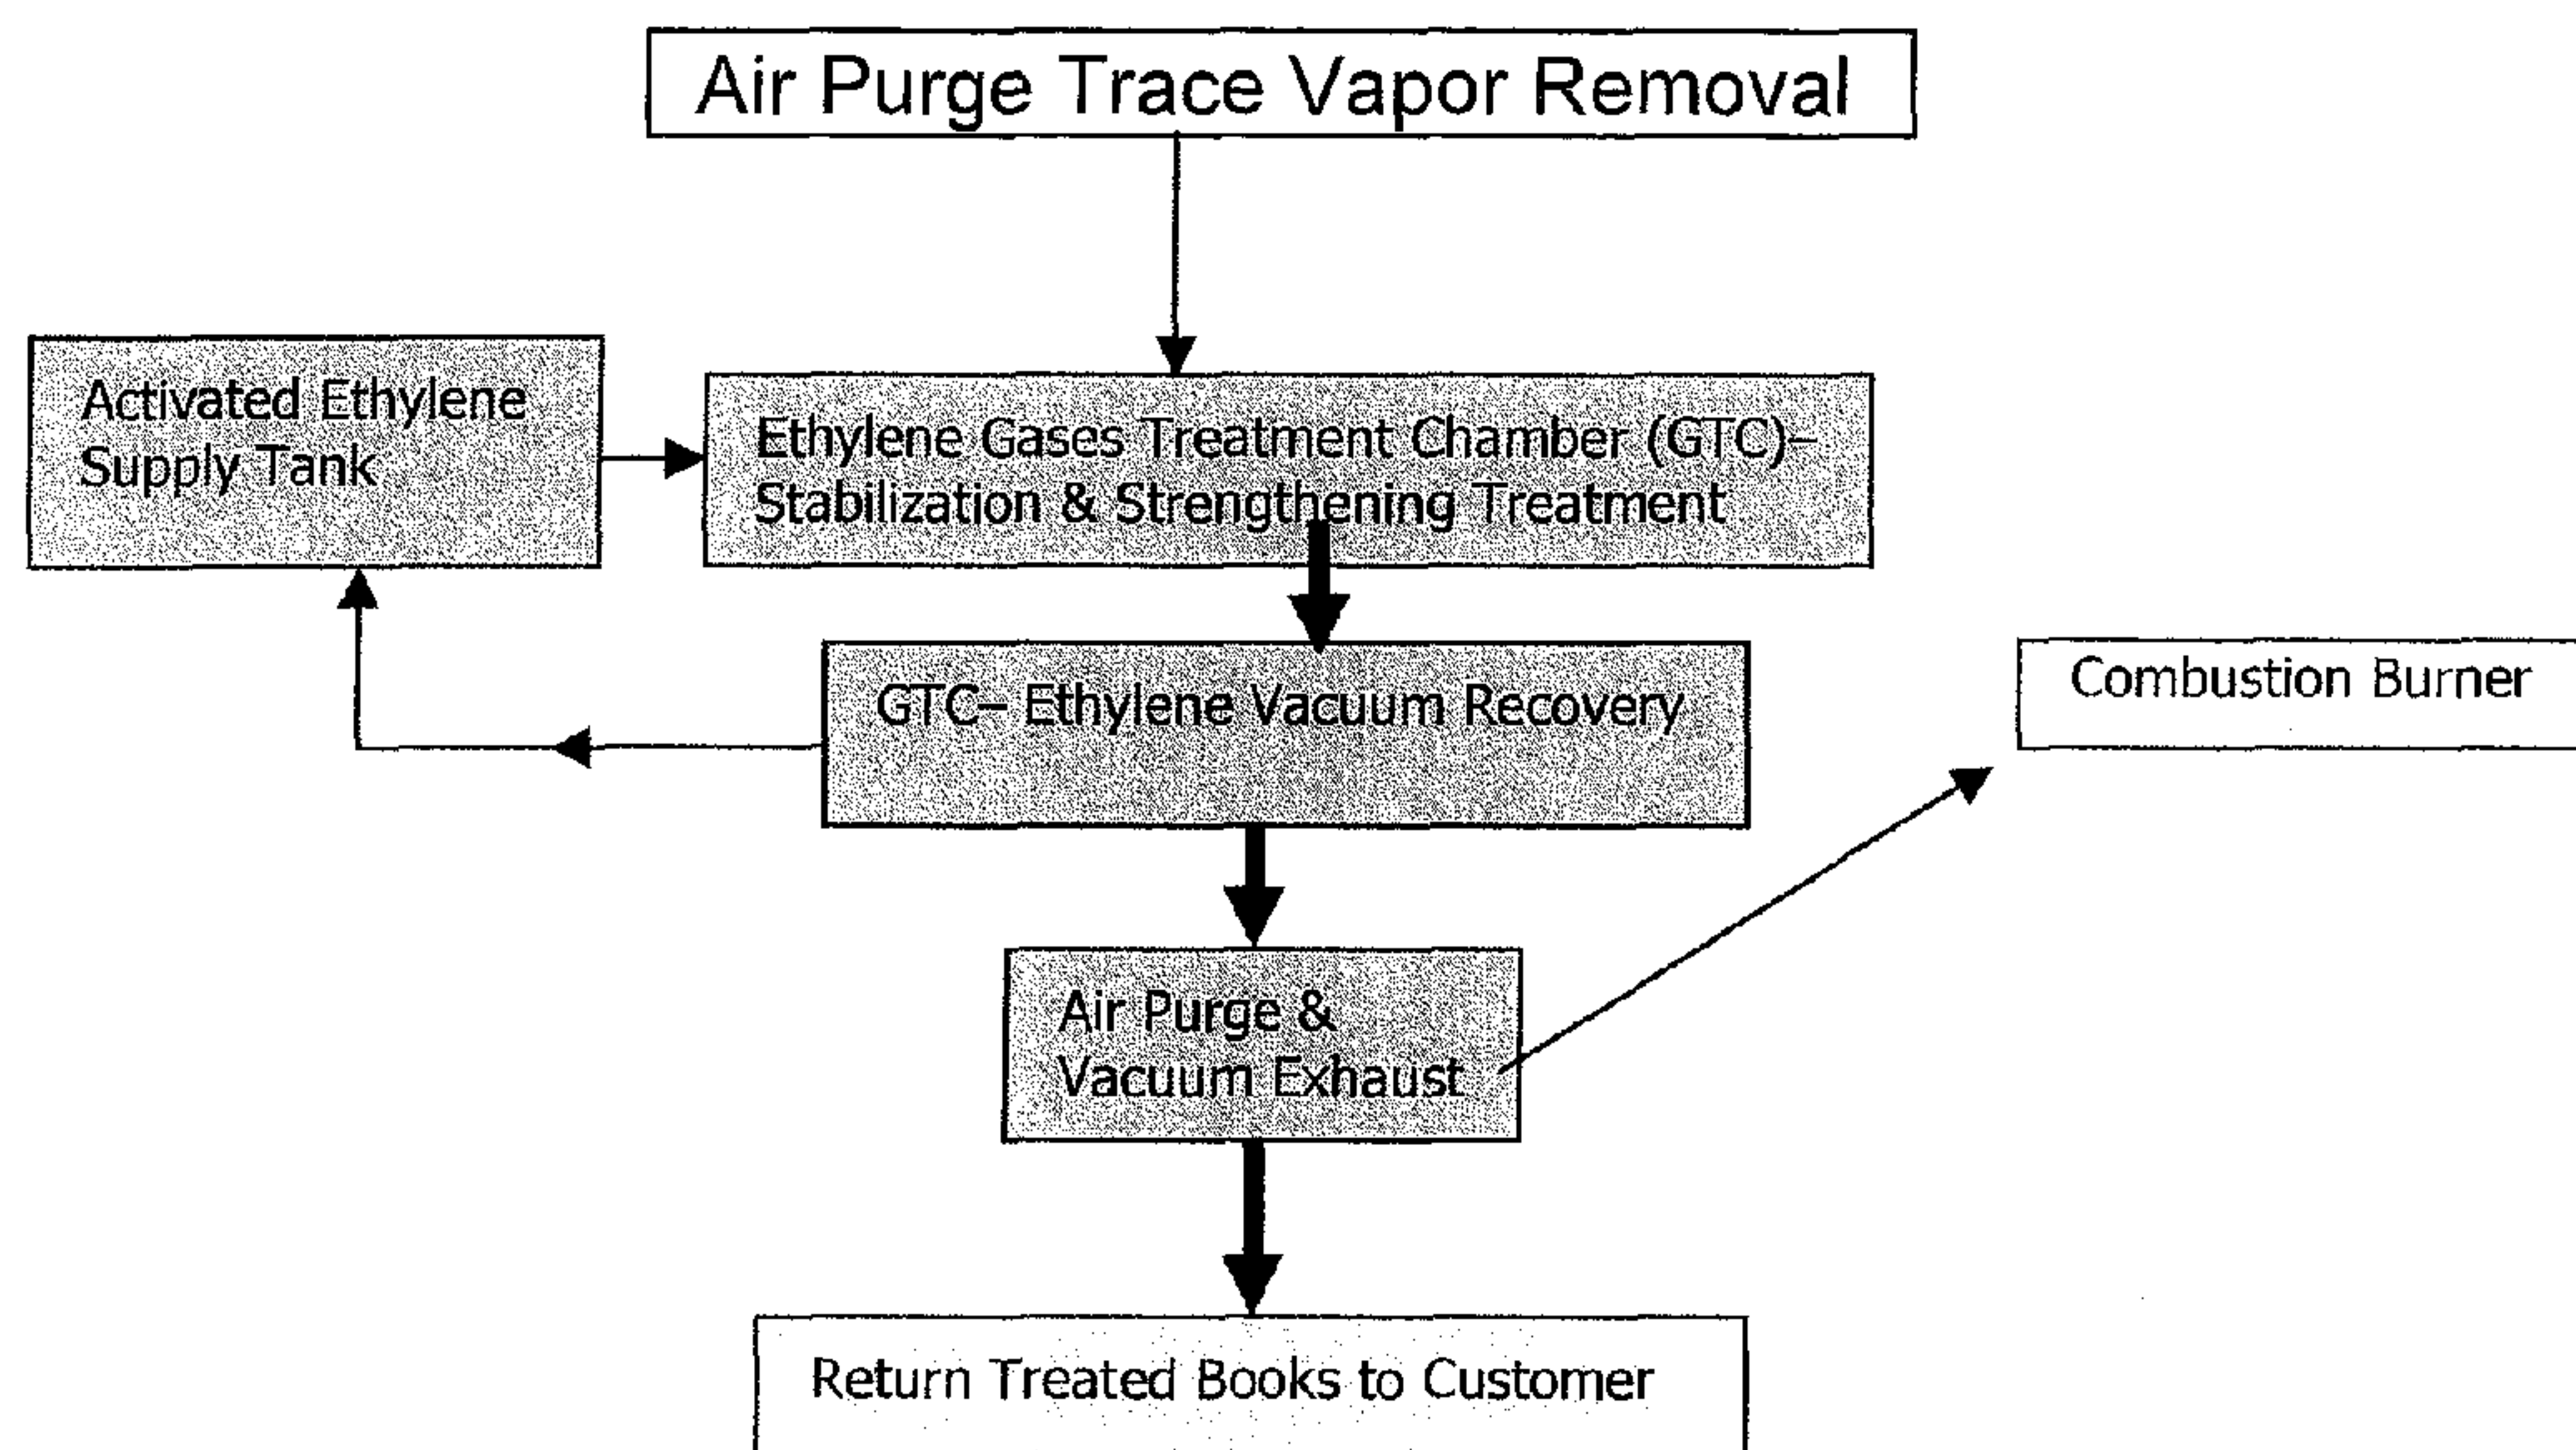 Air Purge Trace Vapor Removal
Activated Ethylene
Supply Tank
Ethylene Gases Treatment Chamber (GTC)–
Stabilization & Strengthening Treatment
GTC– Ethylene Vacuum Recovery
Combustion Burner
Air Purge &
Vacuum Exhaust
Return Treated Books to Customer